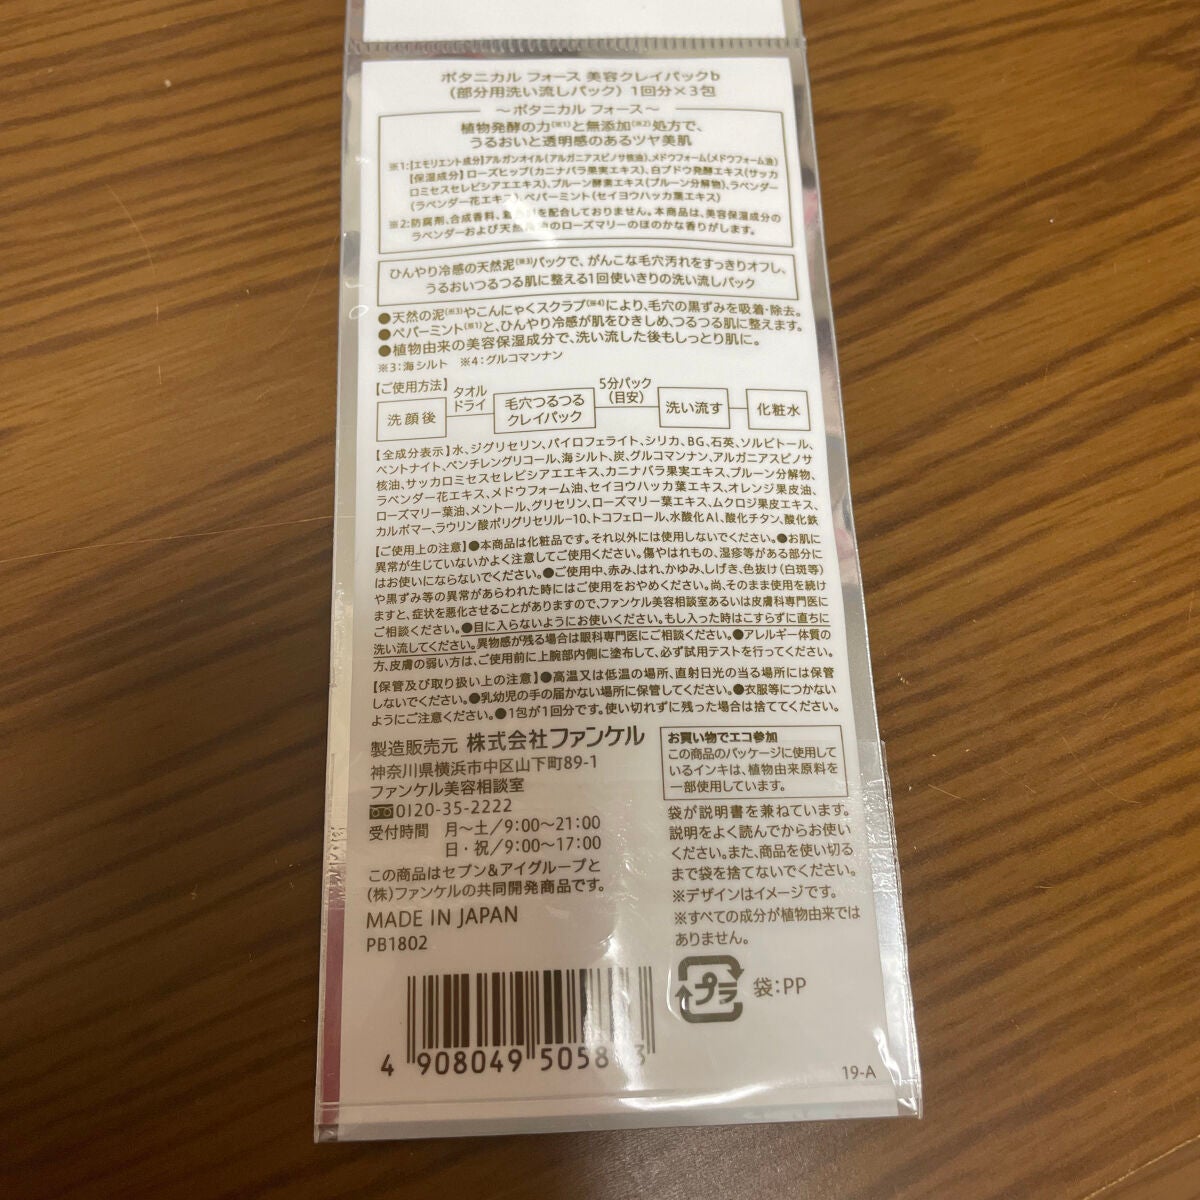 ボタニカル フォース 美容クレイパックb
(部分用洗い流しパック) 1回分×3包
～ボタニカル フォース～
植物発酵の力(※1)と無添加(※2)処方で、
うるおいと透明感のあるツヤ美肌
※1:【エモリエント成分】アルガンオイル(アルガニアスピノサ核油)、メドウフォーム(メドウフォーム油)
【保湿成分】ローズヒップ(カニナバラ果実エキス)、白ブドウ発酵エキス(サッカ
ロミセスセレビシアエエキス)、プルーン酵素エキス(プルーン分解物)、ラベンダー
(ラベンダー花エキス)、ペパーミント(セイヨウハッカ葉エキス)
※2:防腐剤、合成香料、を配合しておりません。本商品は、美容保湿成分の
ラベンダーおよび天然のローズマリーのほのかな香りがします。
ひんやり冷感の天然泥(※3)パックで、がんこな毛穴汚れをすっきりオフし、
うるおいつるつる肌に整える1回使いきりの洗い流しパック
●天然の泥(※3)やこんにゃくスクラブ(※4)により、毛穴の黒ずみを吸着・除去。
●ペパーミント(※1)と、ひんやり冷感が肌をひきしめ、つるつる肌に整えます。
●植物由来の美容保湿成分で、洗い流した後もしっとり肌に。
※3:海シルト ※4:グルコマンナン
【ご使用方法】
洗顔後 タオルドライ 毛穴つるつるクレイパック 5分パック(目安) 洗い流す 化粧水
【全成分表示】水、ジグリセリン、パイロフェライト、シリカ、BG、石英、ソルビトール、
ベントナイト、ペンチレングリコール、海シルト、炭、グルコマンナン、アルガニアスピノサ
核油、サッカロミセスセレビシアエエキス、カニナバラ果実エキス、プルーン分解物、
ラベンダー花エキス、メドウフォーム油、セイヨウハッカ葉エキス、オレンジ果皮油、
ローズマリー葉油、メントール、グリセリン、ローズマリー葉エキス、ムクロジ果皮エキス、
カルボマー、ラウリン酸ポリグリセリル-10、トコフェロール、水酸化Al、酸化チタン、酸化鉄
【ご使用上の注意】●本商品は化粧品です。それ以外には使用しないでください。●お肌に
異常が生じていないかよく注意してご使用ください。傷やはれもの、湿疹等がある部分に
はお使いにならないでください。●ご使用中、赤み、はれ、かゆみ、しげき、色抜け(白斑等)
や黒ずみ等の異常があらわれた時にはご使用をおやめください。尚、そのまま使用を続け
ますと、症状を悪化させることがありますので、ファンケル美容相談室あるいは皮膚科専門医に
ご相談ください。●目に入らないようにお使いください。もし入った時はこすらずに直ちに
洗い流してください。異物感が残る場合は眼科専門医にご相談ください。●アレルギー体質の
方、皮膚の弱い方は、ご使用前に上腕部内側に塗布して、必ず試用テストを行ってください。
【保管及び取り扱い上の注意】●高温又は低温の場所、直射日光の当る場所には保管
しないでください。●乳幼児の手の届かない場所に保管してください。●衣服等につかない
ようにご注意ください。●1包が1回分です。使い切れずに残った場合は捨ててください。
製造販売元 株式会社ファンケル
神奈川県横浜市中区山下町89-1
ファンケル美容相談室
0120-35-2222
受付時間 月～土/9:00～21:00
日・祝/9:00～17:00
この商品はセブン&アイグループと
(株)ファンケルの共同開発商品です。
MADE IN JAPAN
PB1802
お買い物でエコ参加
この商品のパッケージに使用して
いるインキは、植物由来原料を
一部使用しています。
袋が説明書を兼ねています。
説明をよく読んでからお使い
ください。また、商品を使い切る
まで袋を捨てないでください。
※デザインはイメージです。
※すべての成分が植物由来では
ありません。
プラ 袋:PP
4 908049 5058 3
19-A